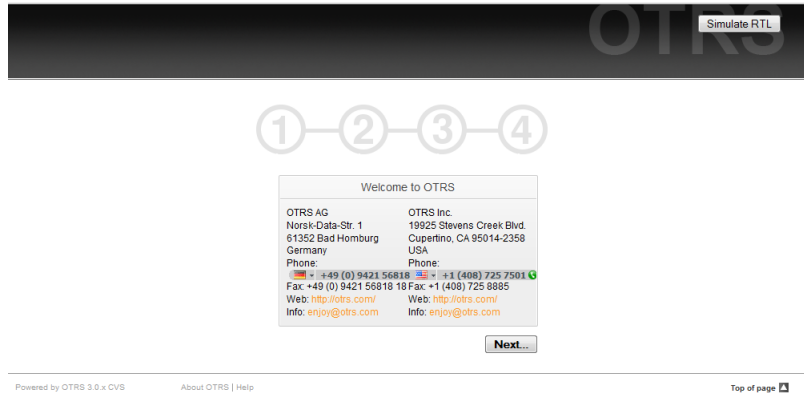 OTRS
Simulate RTL
1 2 3 4
Welcome to OTRS
OTRS AG
Norsk-Data-Str. 1
61352 Bad Homburg
Germany
Phone:
+49 (0) 9421 56818
Fax: +49 (0) 9421 56818 18
Web: http://otrs.com/
Info: enjoy@otrs.com
OTRS Inc.
19925 Stevens Creek Blvd.
Cupertino, CA 95014-2358
USA
Phone:
+1 (408) 725 7501
Fax: +1 (408) 725 8885
Web: http://otrs.com/
Info: enjoy@otrs.com
Next...
Powered by OTRS 3.0.x CVS
About OTRS | Help
Top of page